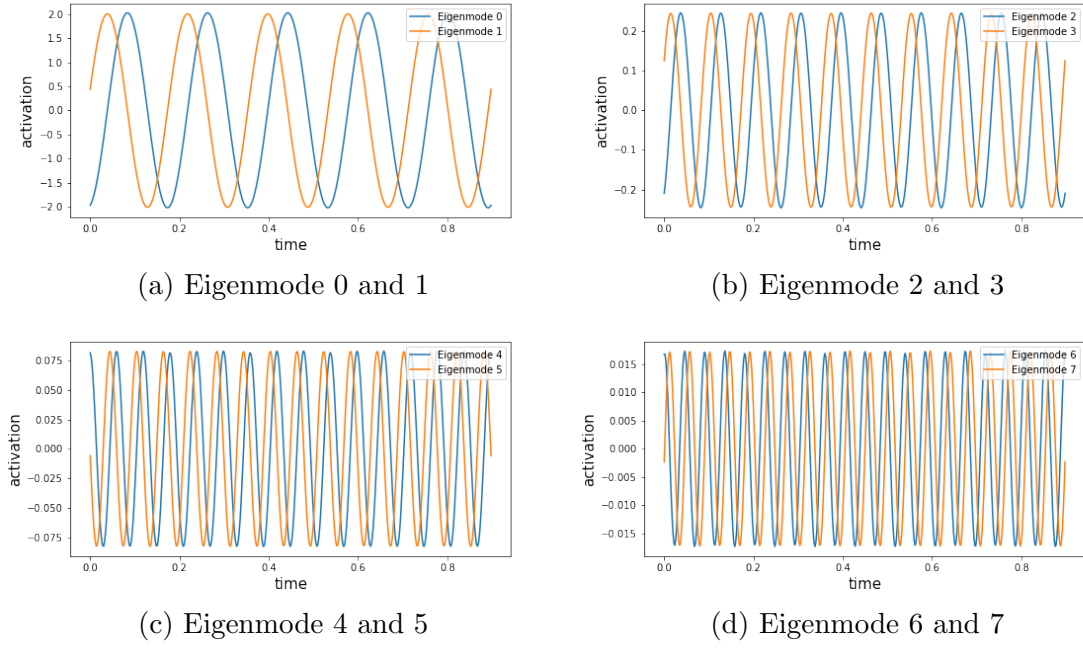 2.0
1.5
1.0
0.5
0.0
−0.5
−1.0
−1.5
−2.0
activation
Eigenmode 0
Eigenmode 1
0.0 0.2 0.4 0.6 0.8
time
(a) Eigenmode 0 and 1
0.2
0.1
0.0
−0.1
−0.2
activation
Eigenmode 2
Eigenmode 3
0.0 0.2 0.4 0.6 0.8
time
(b) Eigenmode 2 and 3
0.075
0.050
0.025
0.000
−0.025
−0.050
−0.075
activation
Eigenmode 4
Eigenmode 5
0.0 0.2 0.4 0.6 0.8
time
(c) Eigenmode 4 and 5
0.015
0.010
0.005
0.000
−0.005
−0.010
−0.015
activation
Eigenmode 6
Eigenmode 7
0.0 0.2 0.4 0.6 0.8
time
(d) Eigenmode 6 and 7